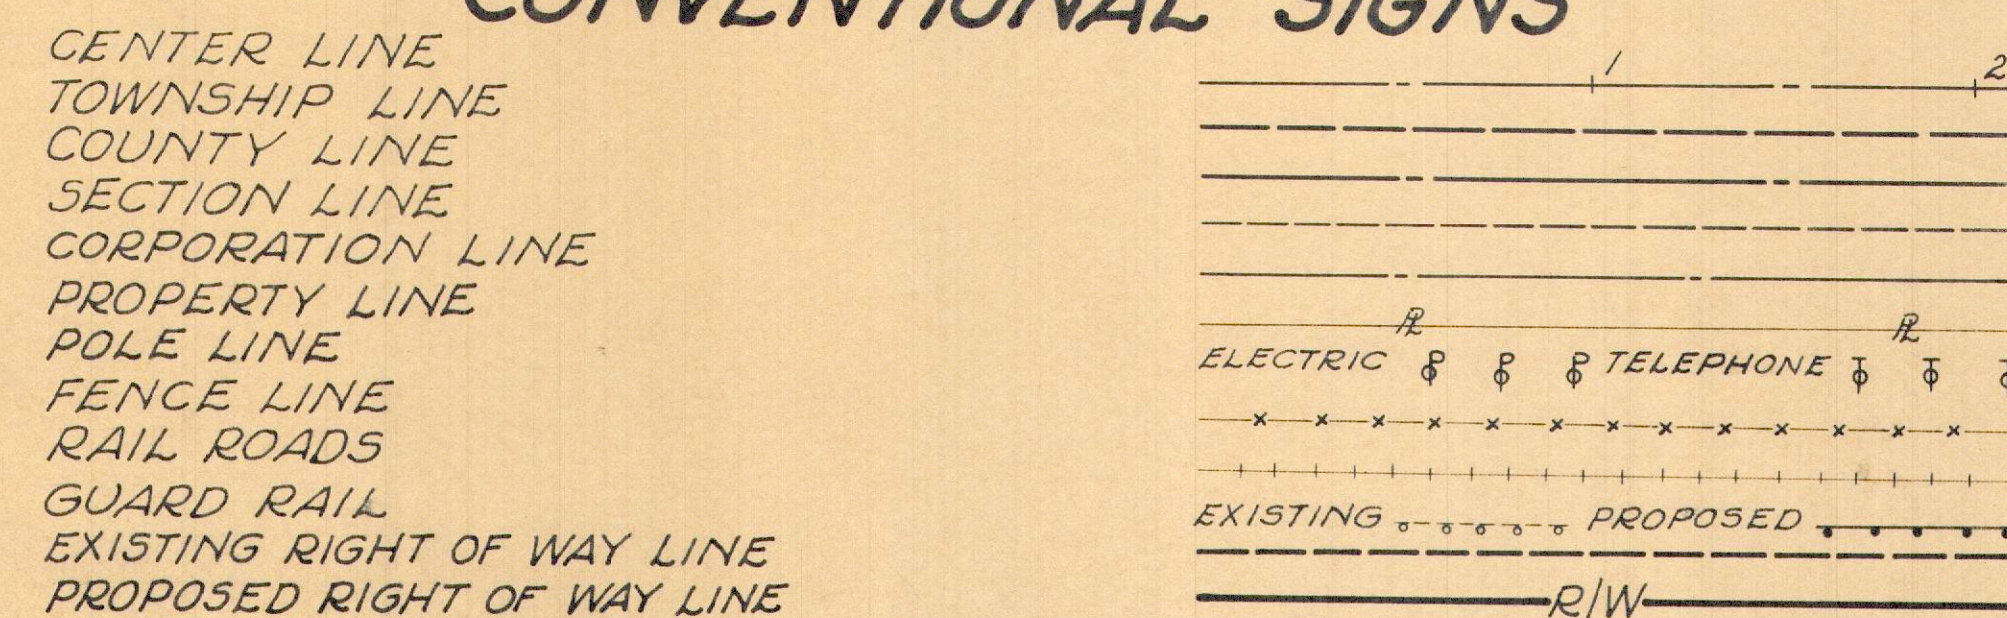 CONVENTIONAL SIGNS
CENTER LINE 1 2
TOWNSHIP LINE
COUNTY LINE
SECTION LINE
CORPORATION LINE
PROPERTY LINE PL PL
POLE LINE ELECTRIC P P P TELEPHONE T T T
FENCE LINE
RAIL ROADS
GUARD RAIL EXISTING PROPOSED
EXISTING RIGHT OF WAY LINE
PROPOSED RIGHT OF WAY LINE R/W